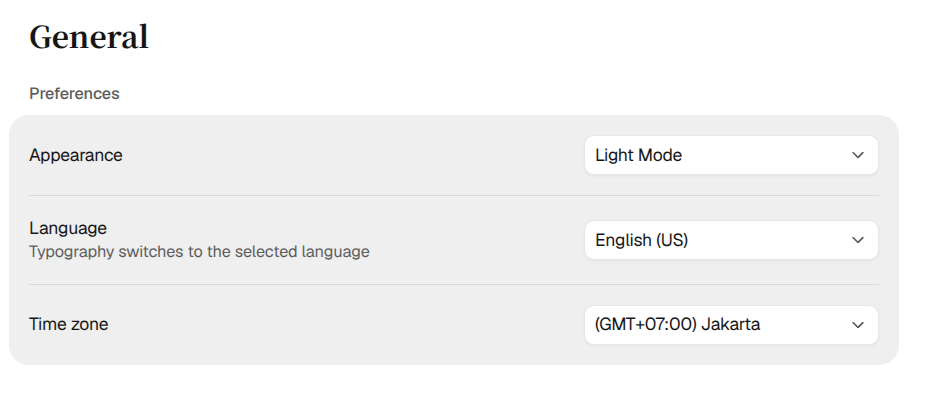 General
Preferences
Appearance
Light Mode
Language
Typography switches to the selected language
English (US)
Time zone
(GMT+07:00) Jakarta